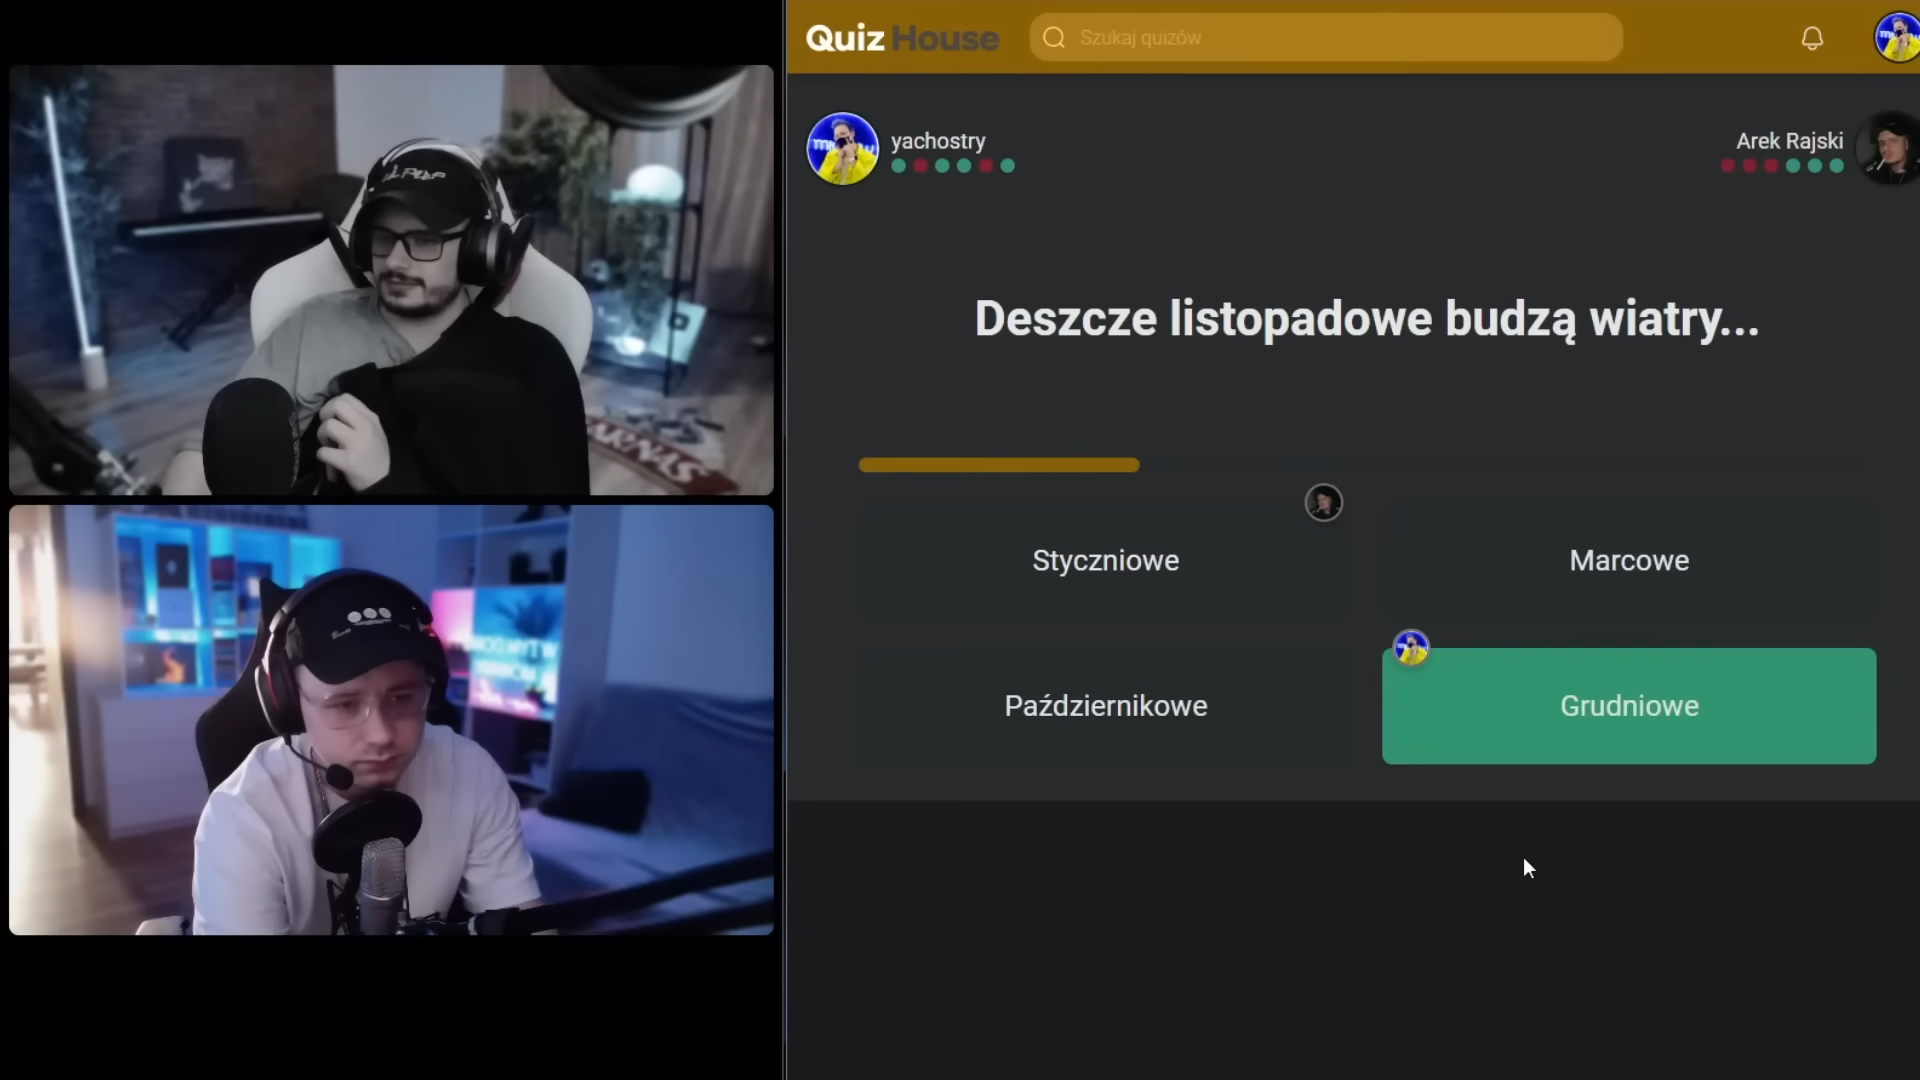 Quiz House
Szukaj quizów
yachostry
Arek Rajski
Deszcze listopadowe budzą wiatry...
Styczniowe
Marcowe
Październikowe
Grudniowe